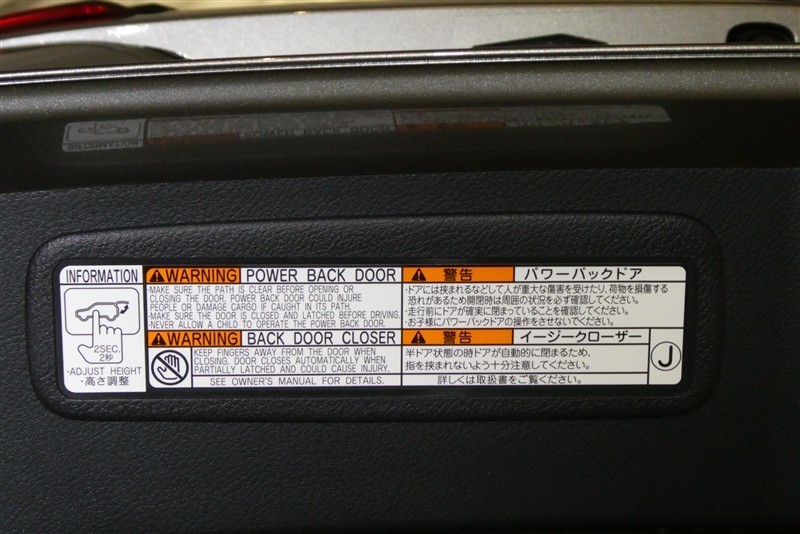 INFORMATION
2SEC.
2秒
・ADJUST HEIGHT
・高さ調整
WARNING POWER BACK DOOR
・MAKE SURE THE PATH IS CLEAR BEFORE OPENING OR
CLOSING THE DOOR. POWER BACK DOOR COULD INJURE
PEOPLE OR DAMAGE CARGO IF CAUGHT IN ITS PATH.
・MAKE SURE THE DOOR IS CLOSED AND LATCHED BEFORE DRIVING.
・NEVER ALLOW A CHILD TO OPERATE THE POWER BACK DOOR.
警告 パワーバックドア
・ドアには挟まれるなどして人が重大な傷害を受けたり、荷物を損傷する
恐れがあるため開閉時は周囲の状況を必ず確認してください。
・走行前にドアが確実に閉まっていることを確認してください。
・お子様にパワーバックドアの操作をさせないでください。
WARNING BACK DOOR CLOSER
KEEP FINGERS AWAY FROM THE DOOR WHEN
CLOSING. DOOR CLOSES AUTOMATICALLY WHEN
PARTIALLY LATCHED AND COULD CAUSE INJURY.
SEE OWNER'S MANUAL FOR DETAILS.
警告 イージークローザー
半ドア状態の時ドアが自動的に閉まるため、
指を挟まれないよう十分注意してください。
詳しくは取扱書をご覧ください。
J